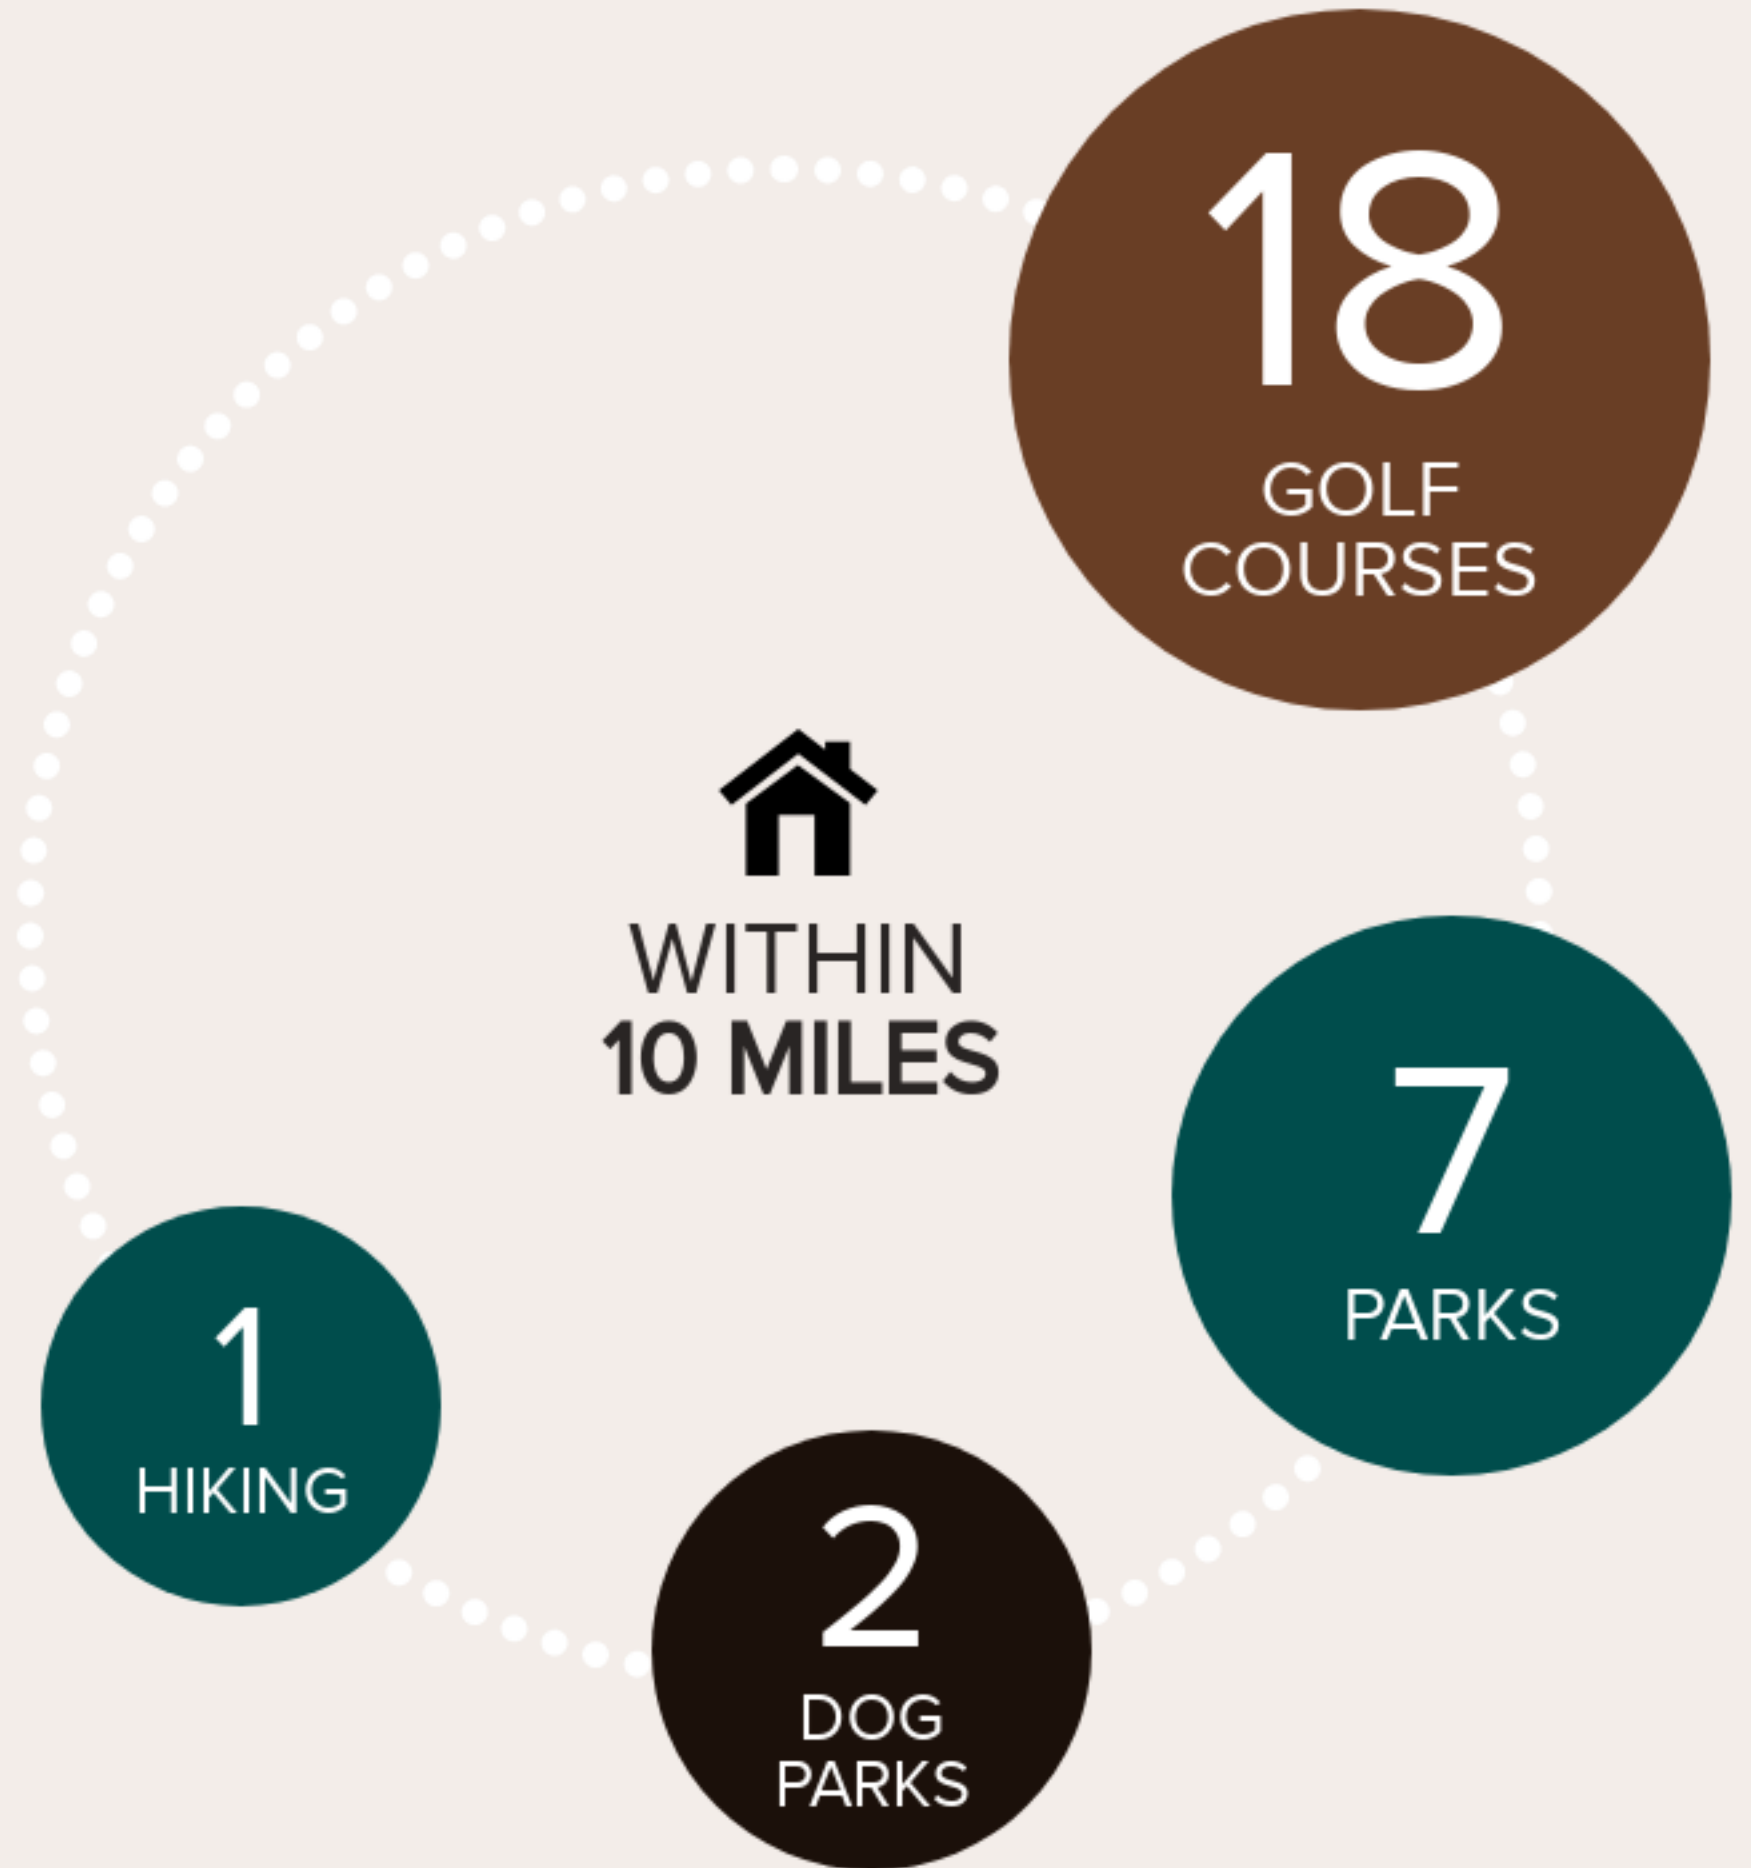 18
GOLF
COURSES
WITHIN
10 MILES
7
PARKS
1
HIKING
2
DOG
PARKS